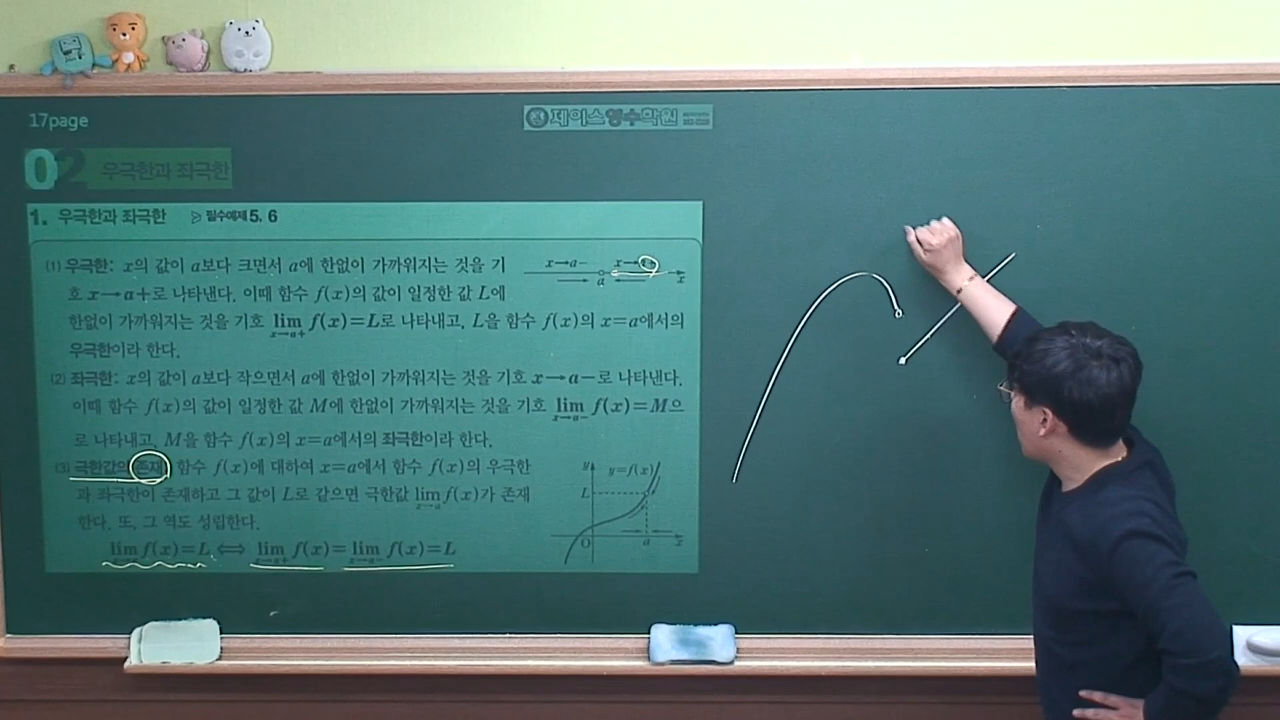 17page
제이스영수학원
02 우극한과 좌극한
1. 우극한과 좌극한 ▷ 필수예제 5, 6
(1) 우극한: x의 값이 a보다 크면서 a에 한없이 가까워지는 것을 기
호 x→a+로 나타낸다. 이때 함수 f(x)의 값이 일정한 값 L에
한없이 가까워지는 것을 기호 lim x→a+ f(x)=L로 나타내고, L을 함수 f(x)의 x=a에서의
우극한이라 한다.
x→a-
a
x
(2) 좌극한: x의 값이 a보다 작으면서 a에 한없이 가까워지는 것을 기호 x→a-로 나타낸다.
이때 함수 f(x)의 값이 일정한 값 M에 한없이 가까워지는 것을 기호 lim x→a- f(x)=M으
로 나타내고, M을 함수 f(x)의 x=a에서의 좌극한이라 한다.
(3) 극한값의 존재: 함수 f(x)에 대하여 x=a에서 함수 f(x)의 우극한
과 좌극한이 존재하고 그 값이 L로 같으면 극한값 lim x→a f(x)가 존재
한다. 또, 그 역도 성립한다.
lim x→a f(x)=L ⟺ lim x→a+ f(x)=lim x→a- f(x)=L
y
y=f(x)
L
O
a
x